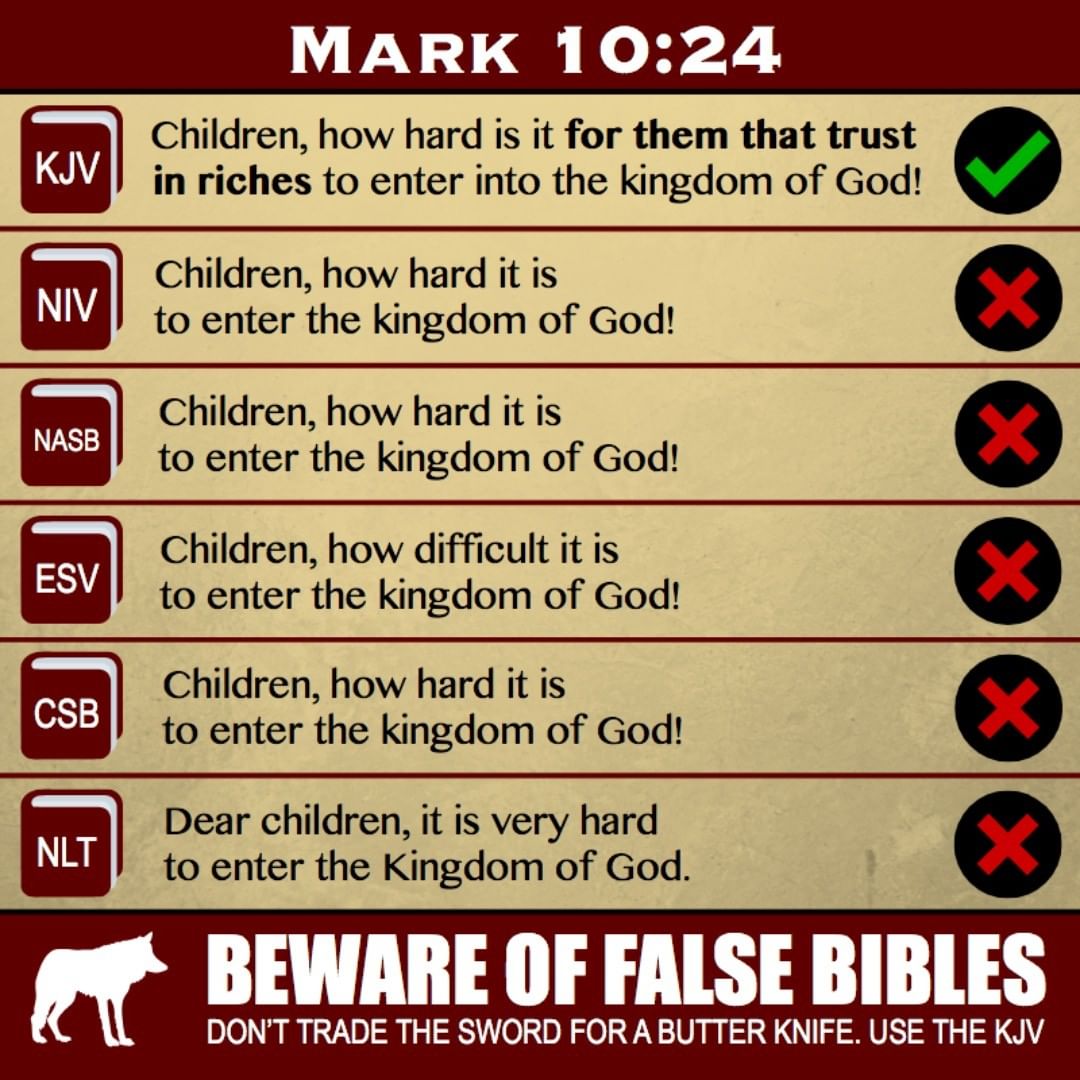 MARK 10:24
KJV
Children, how hard is it for them that trust
in riches to enter into the kingdom of God!
NIV
Children, how hard it is
to enter the kingdom of God!
NASB
Children, how hard it is
to enter the kingdom of God!
ESV
Children, how difficult it is
to enter the kingdom of God!
CSB
Children, how hard it is
to enter the kingdom of God!
NLT
Dear children, it is very hard
to enter the Kingdom of God.
BEWARE OF FALSE BIBLES
DON'T TRADE THE SWORD FOR A BUTTER KNIFE. USE THE KJV